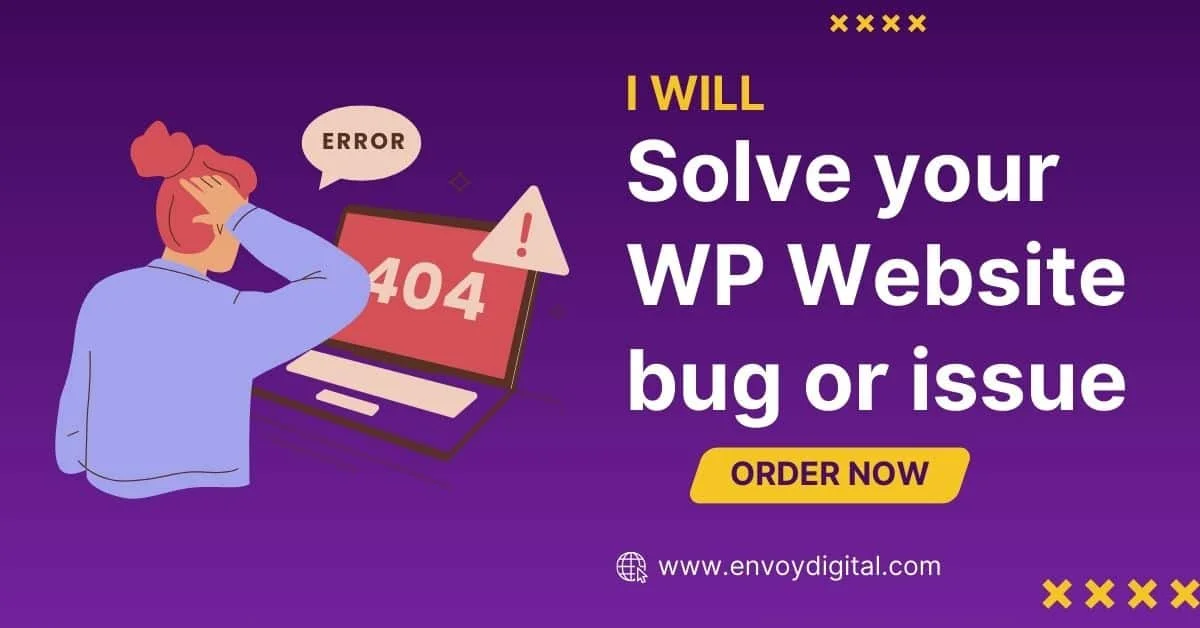 ERROR
404
I WILL
Solve your
WP Website
bug or issue
ORDER NOW
www.envoydigital.com